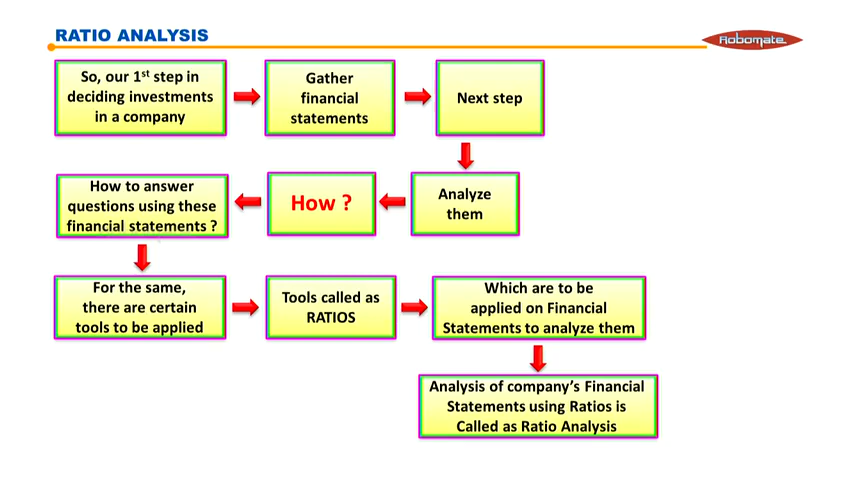 RATIO ANALYSIS
Robomate
So, our 1st step in
deciding investments
in a company
Gather
financial
statements
Next step
Analyze
them
How ?
How to answer
questions using these
financial statements ?
For the same,
there are certain
tools to be applied
Tools called as
RATIOS
Which are to be
applied on Financial
Statements to analyze them
Analysis of company's Financial
Statements using Ratios is
Called as Ratio Analysis